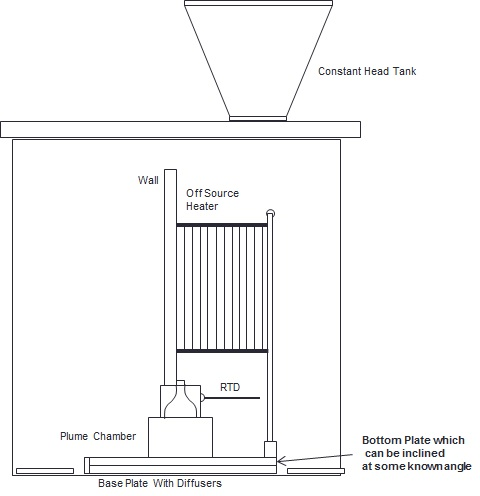 Constant Head Tank
Wall
Off Source
Heater
RTD
Plume Chamber
Bottom Plate which
can be inclined
at some known angle
Base Plate With Diffusers